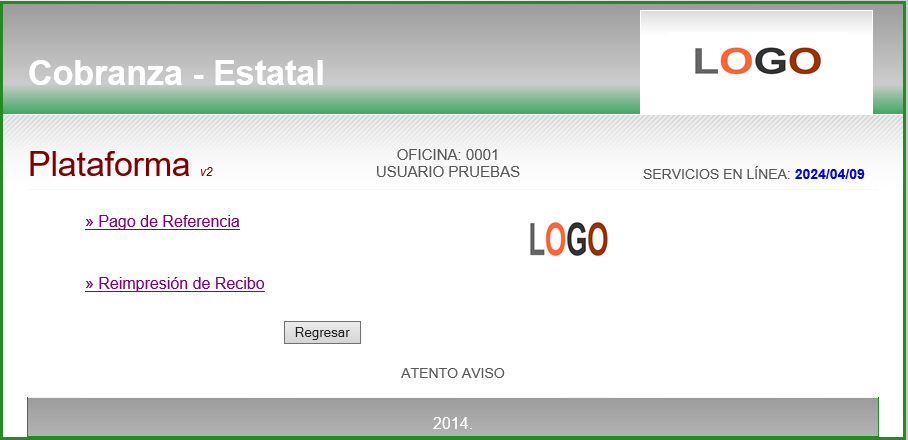 LOGO
Cobranza - Estatal
OFICINA: 0001
Plataforma v2
USUARIO PRUEBAS
SERVICIOS EN LÍNEA: 2024/04/09
» Pago de Referencia
LOGO
» Reimpresión de Recibo
Regresar
ATENTO AVISO
2014.